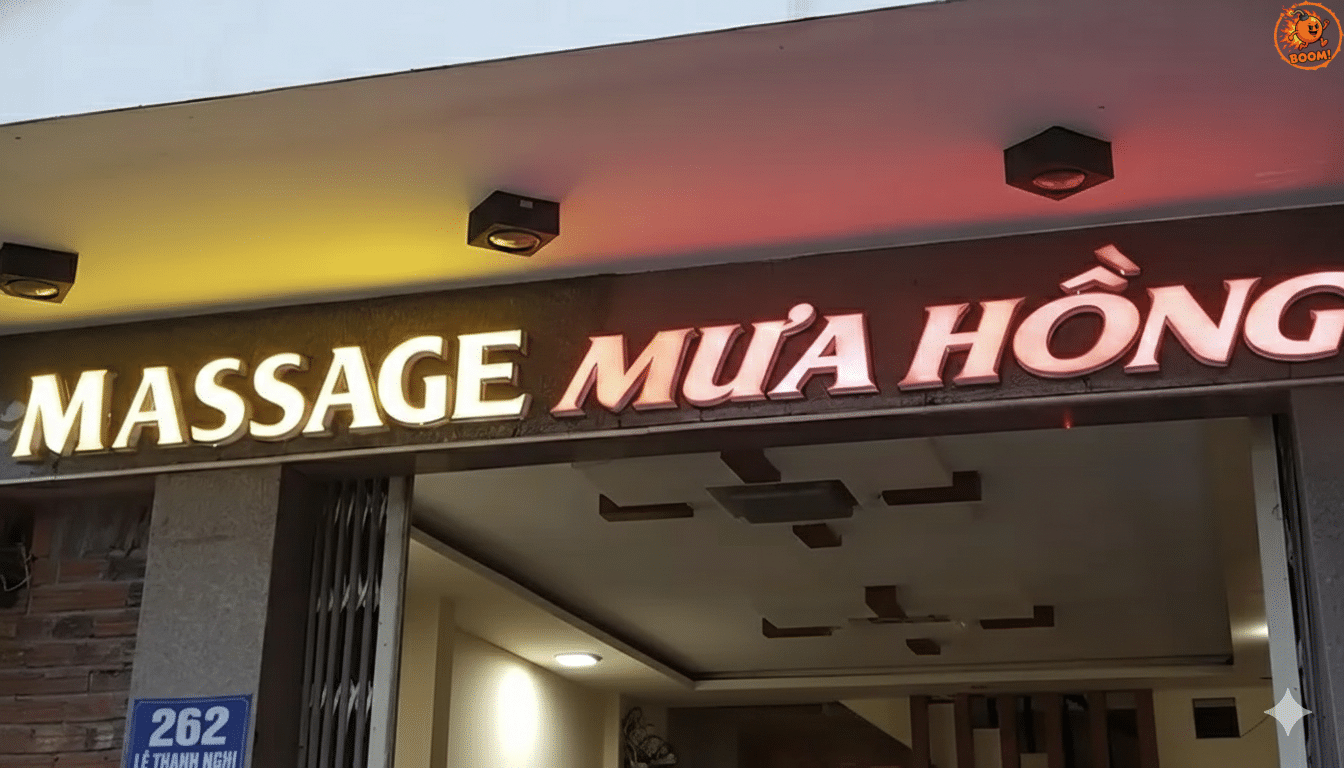 BOOM!
MASSAGE MƯA HỒNG
262
LÊ THANH NGHỊ